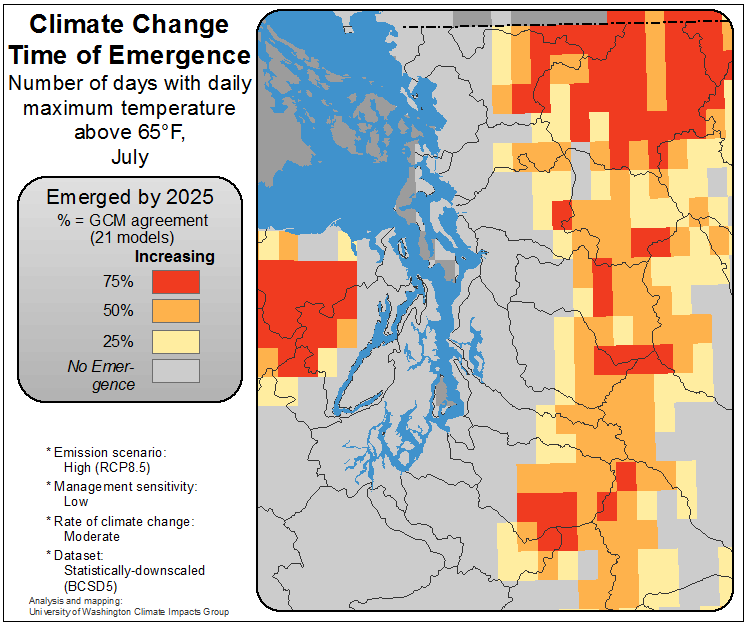 Climate Change
Time of Emergence
Number of days with daily
maximum temperature
above 65°F,
July
Emerged by 2025
% = GCM agreement
(21 models)
Increasing
75%
50%
25%
No Emer-
gence
* Emission scenario:
High (RCP8.5)
* Management sensitivity:
Low
* Rate of climate change:
Moderate
* Dataset:
Statistically-downscaled
(BCSD5)
Analysis and mapping:
University of Washington Climate Impacts Group